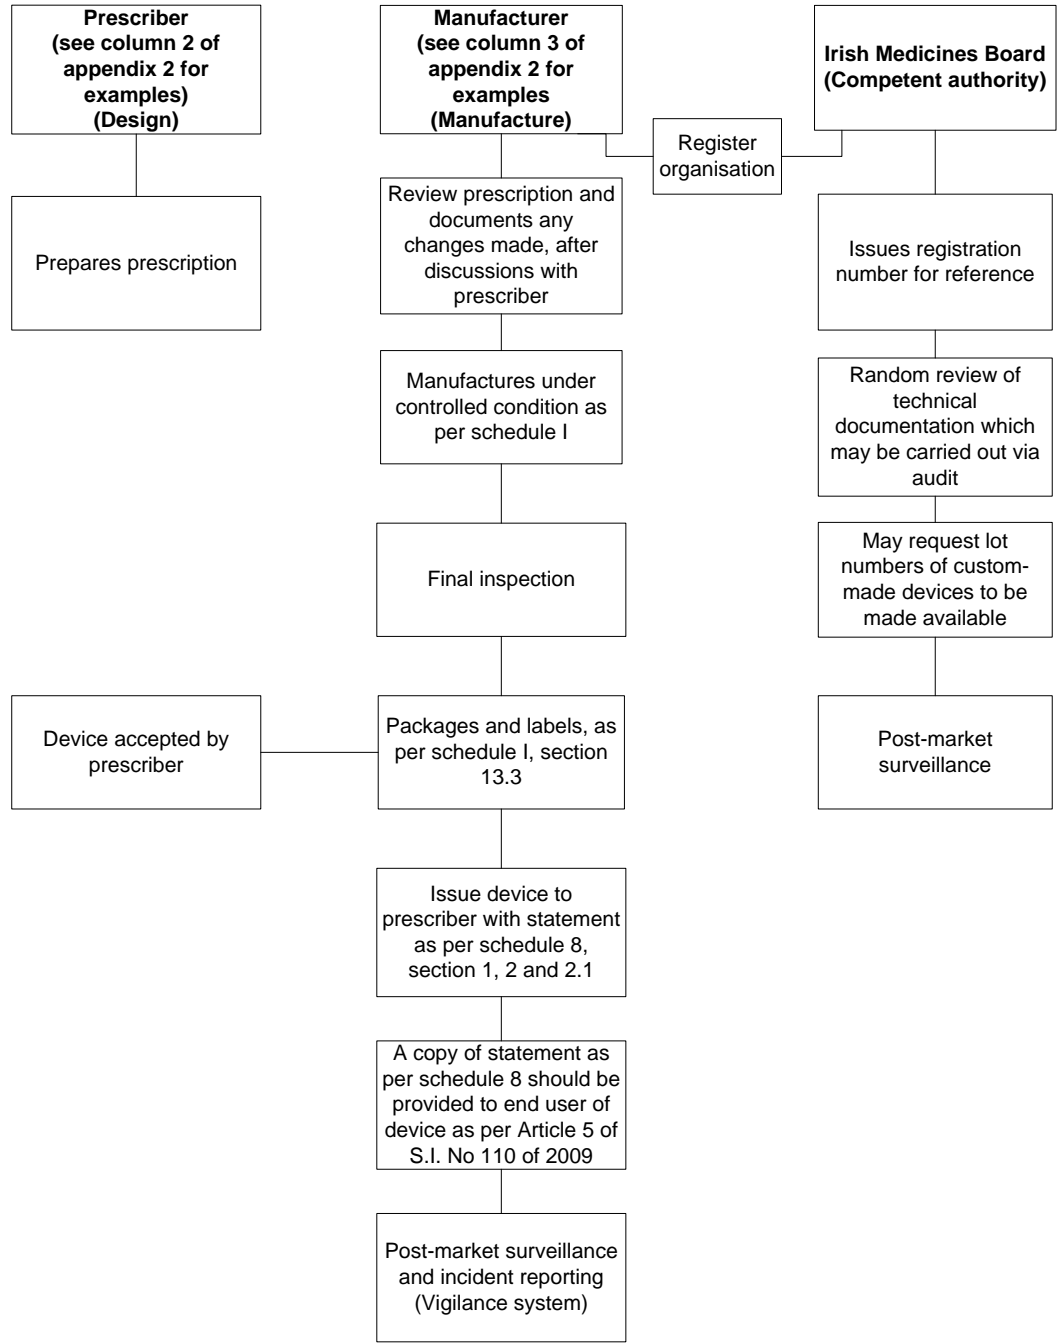 Prescriber
(see column 2 of
appendix 2 for
examples)
(Design)
Manufacturer
(see column 3 of
appendix 2 for
examples
(Manufacture)
Irish Medicines Board
(Competent authority)
Register
organisation
Prepares prescription
Review prescription and
documents any
changes made, after
discussions with
prescriber
Issues registration
number for reference
Manufactures under
controlled condition as
per schedule I
Random review of
technical
documentation which
may be carried out via
audit
Final inspection
May request lot
numbers of custom-
made devices to be
made available
Device accepted by
prescriber
Packages and labels, as
per schedule I, section
13.3
Post-market
surveillance
Issue device to
prescriber with statement
as per schedule 8,
section 1, 2 and 2.1
A copy of statement as
per schedule 8 should be
provided to end user of
device as per Article 5 of
S.I. No 110 of 2009
Post-market surveillance
and incident reporting
(Vigilance system)